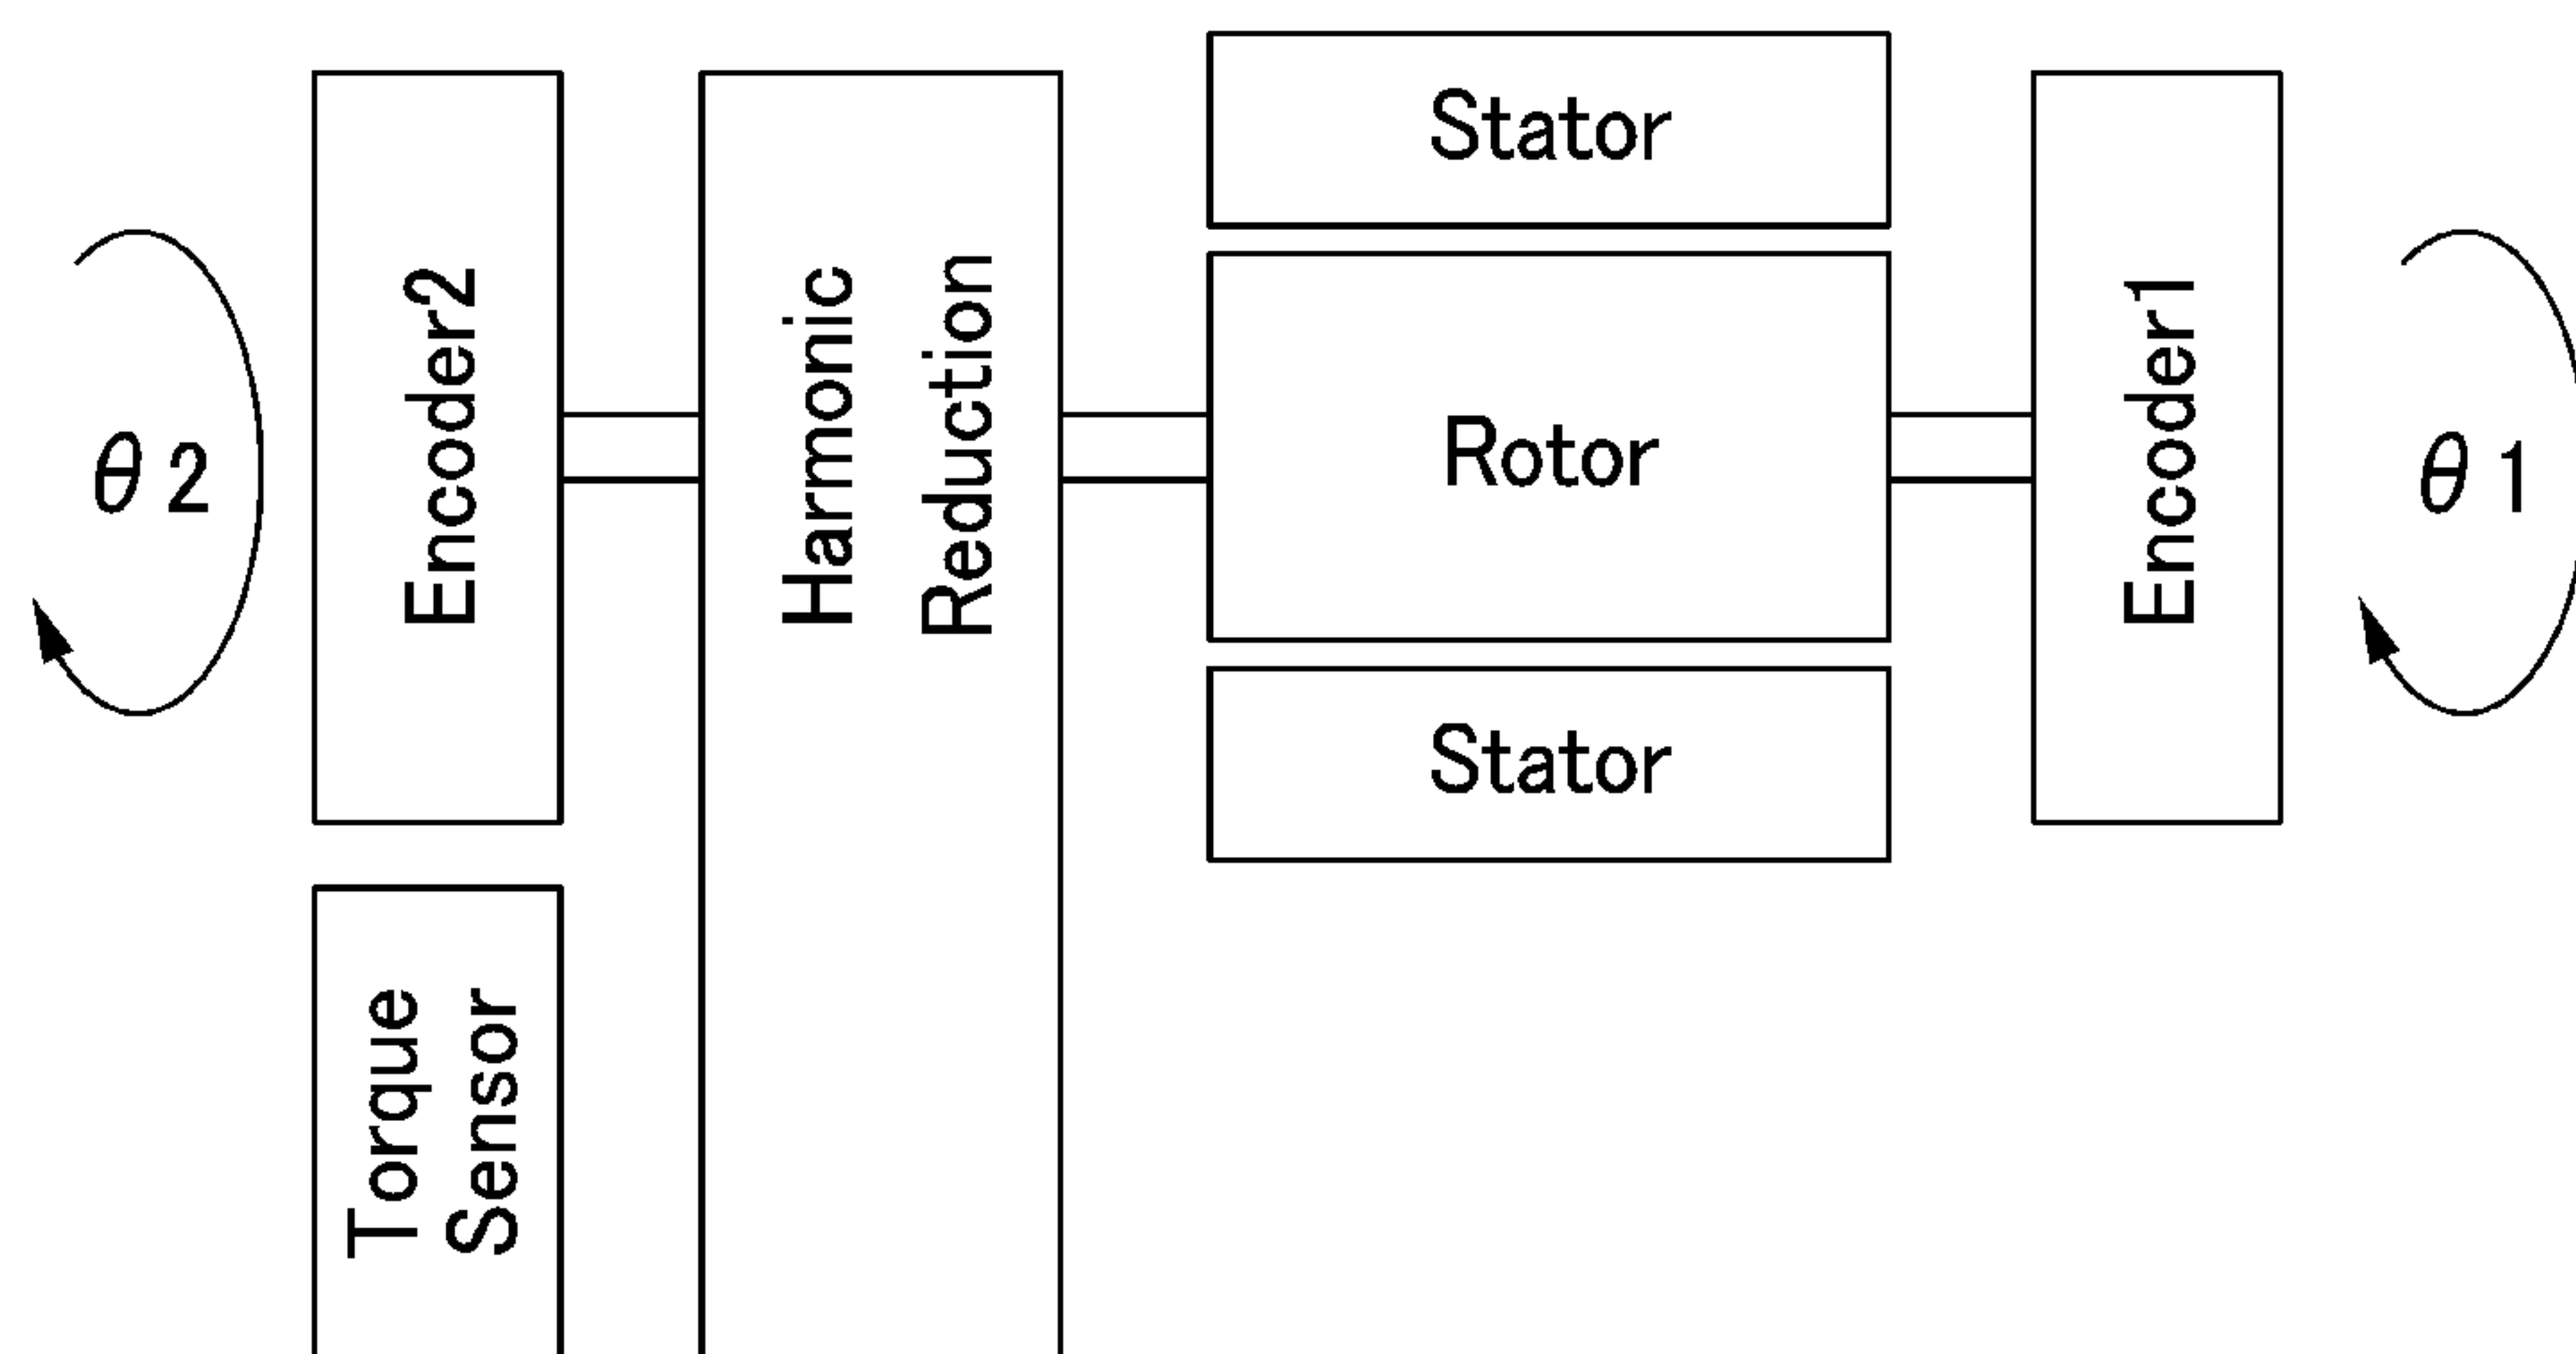 Stator
Encoder2
Harmonic
Reduction
Rotor
Encoder1
θ2
θ1
Stator
Torque
Sensor